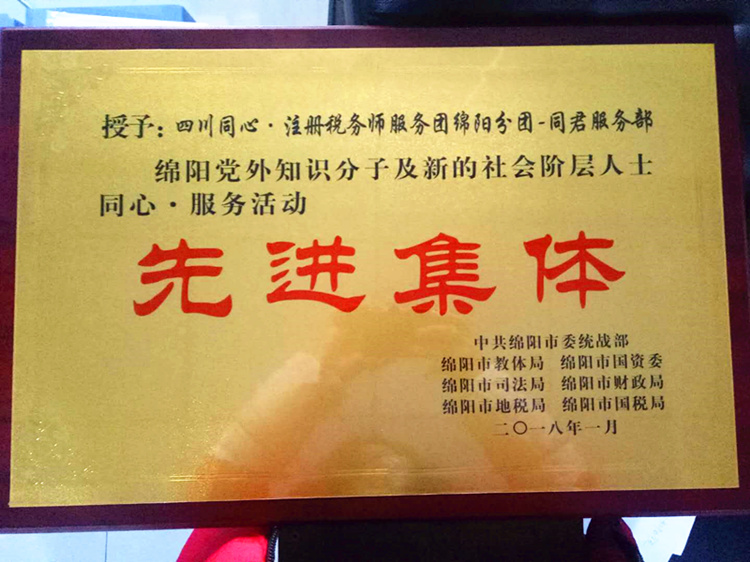 授予：四川同心·注册税务师服务团绵阳分团-同君服务部
绵阳党外知识分子及新的社会阶层人士
同心·服务活动
先进集体
中共绵阳市委统战部
绵阳市教体局 绵阳市国资委
绵阳市司法局 绵阳市财政局
绵阳市地税局 绵阳市国税局
二〇一八年一月